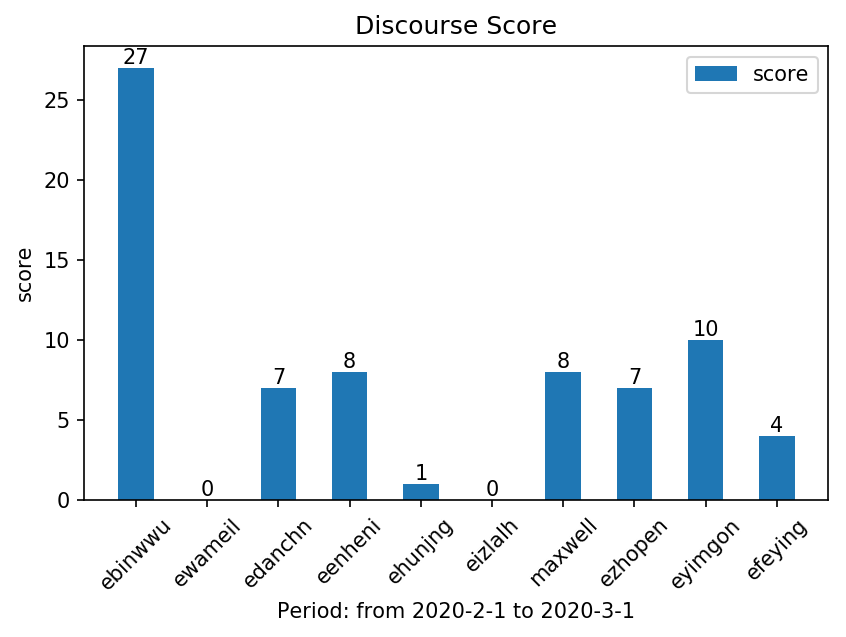 Discourse Score
score
27
0
7
8
1
0
8
7
10
4
25
20
15
10
5
0
score
ebinwwu
ewameil
edanchn
eenheni
ehunjng
eizlalh
maxwell
ezhopen
eyimgon
efeying
Period: from 2020-2-1 to 2020-3-1